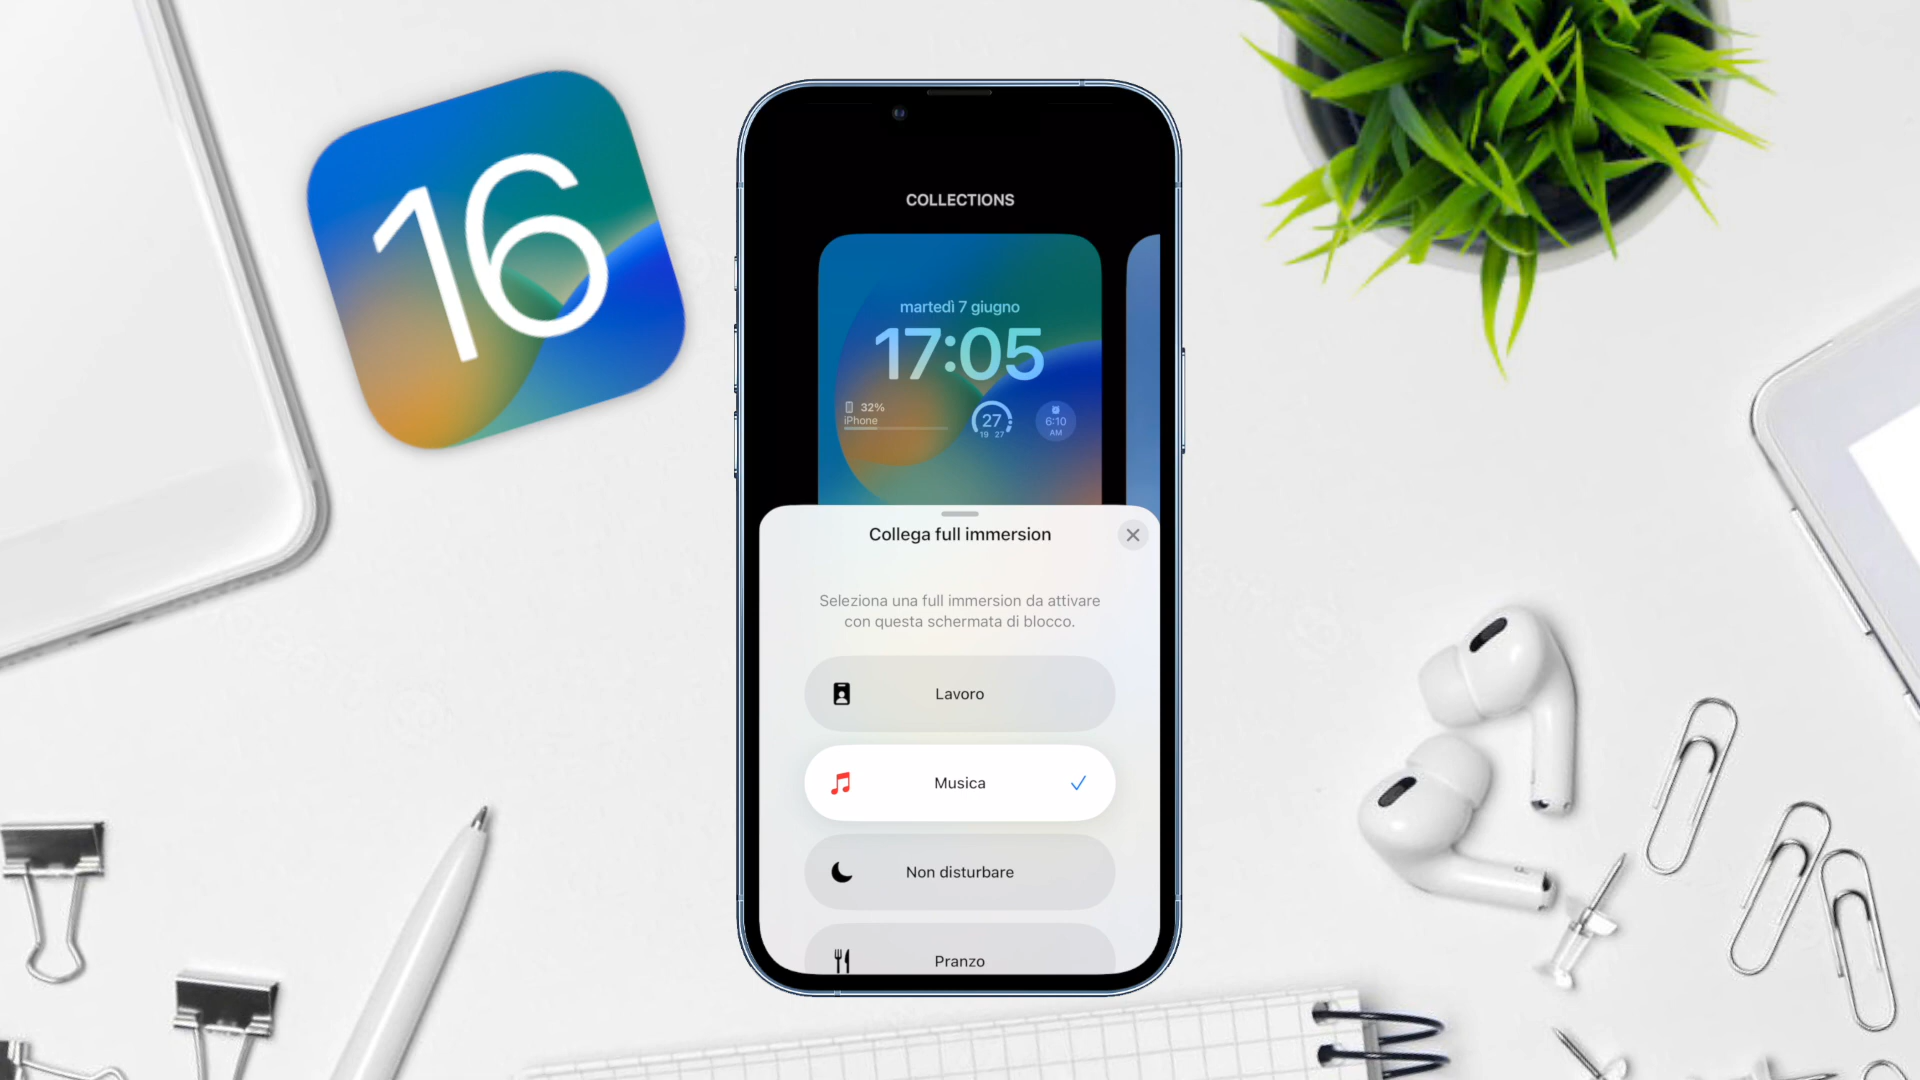 16
COLLECTIONS
martedì 7 giugno
17:05
32%
iPhone
27
19 27
6:10
AM
Collega full immersion
Seleziona una full immersion da attivare
con questa schermata di blocco.
Lavoro
Musica
Non disturbare
Pranzo